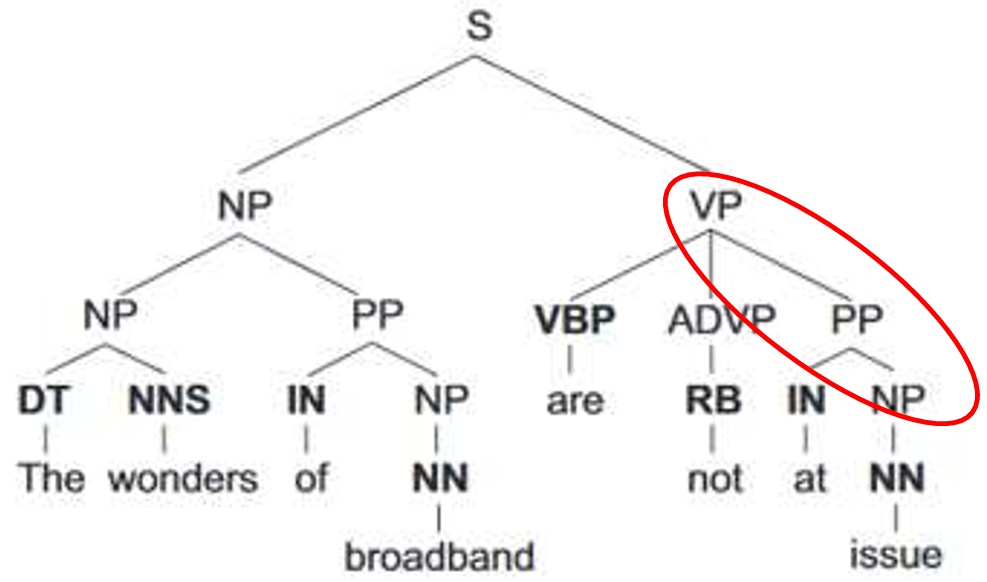 S
NP VP
NP PP VBP ADVP PP
DT NNS IN NP are RB IN NP
The wonders of NN not at NN
broadband issue